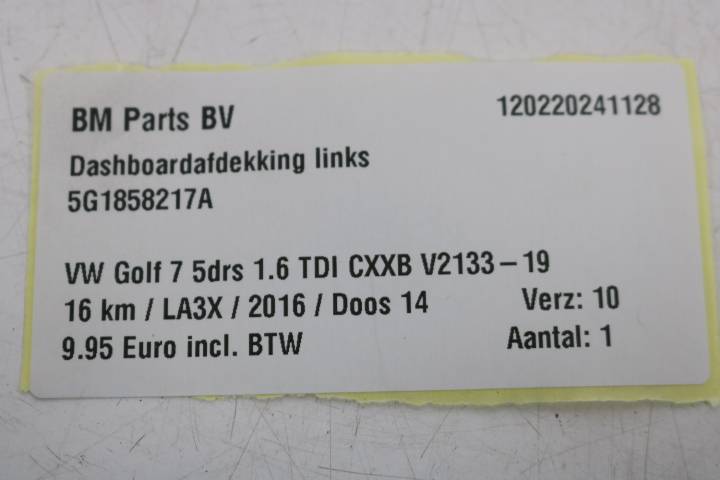 BM Parts BV 120220241128
Dashboardafdekking links
5G1858217A
VW Golf 7 5drs 1.6 TDI CXXB V2133-19
16 km / LA3X / 2016 / Doos 14 Verz: 10
9.95 Euro incl. BTW Aantal: 1